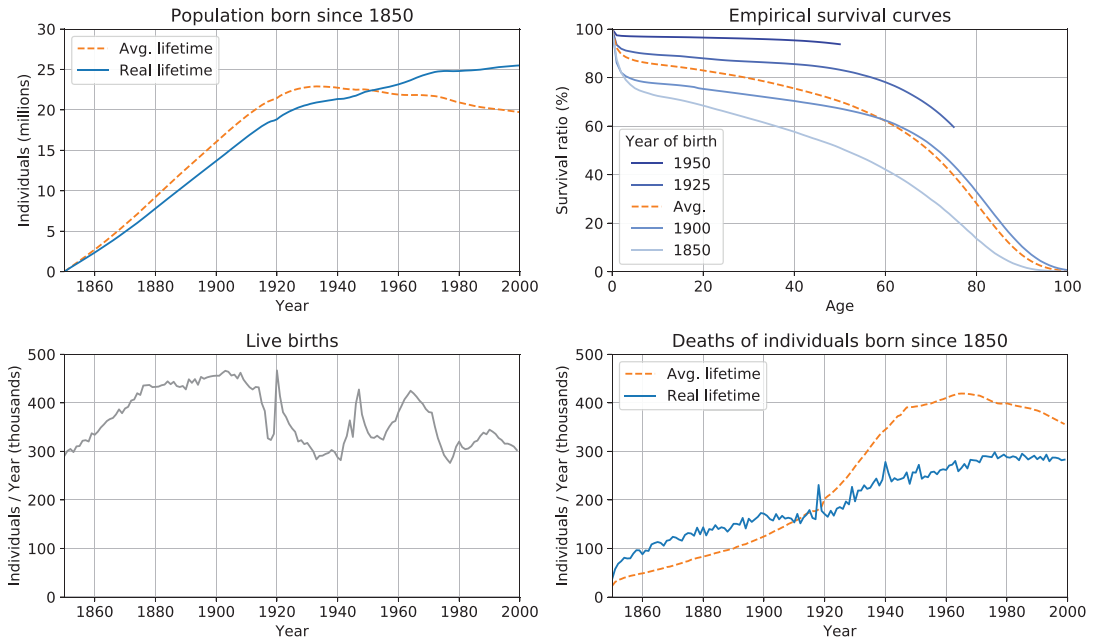 Population born since 1850
30
25
20
15
10
5
0
Individuals (millions)
Avg. lifetime
Real lifetime
1860 1880 1900 1920 1940 1960 1980 2000
Year
Empirical survival curves
100
80
60
40
20
0
Survival ratio (%)
Year of birth
1950
1925
Avg.
1900
1850
0 20 40 60 80 100
Age
Live births
500
400
300
200
100
0
Individuals / Year (thousands)
1860 1880 1900 1920 1940 1960 1980 2000
Year
Deaths of individuals born since 1850
500
400
300
200
100
0
Individuals / Year (thousands)
Avg. lifetime
Real lifetime
1860 1880 1900 1920 1940 1960 1980 2000
Year